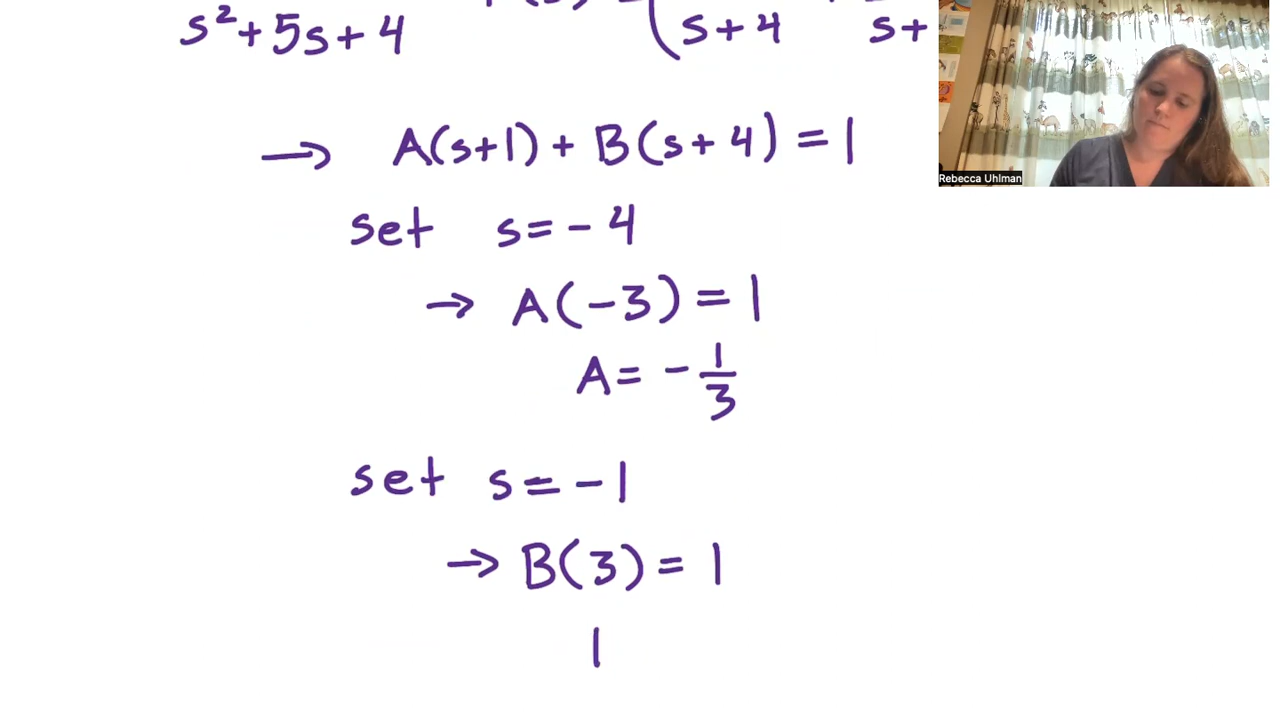 s²+5s+4 (s+4 s+
→ A(s+1) + B(s+4) = 1
Rebecca Uhlman
set s=-4
→ A(-3) = 1
A = -1/3
set s=-1
→ B(3) = 1
1